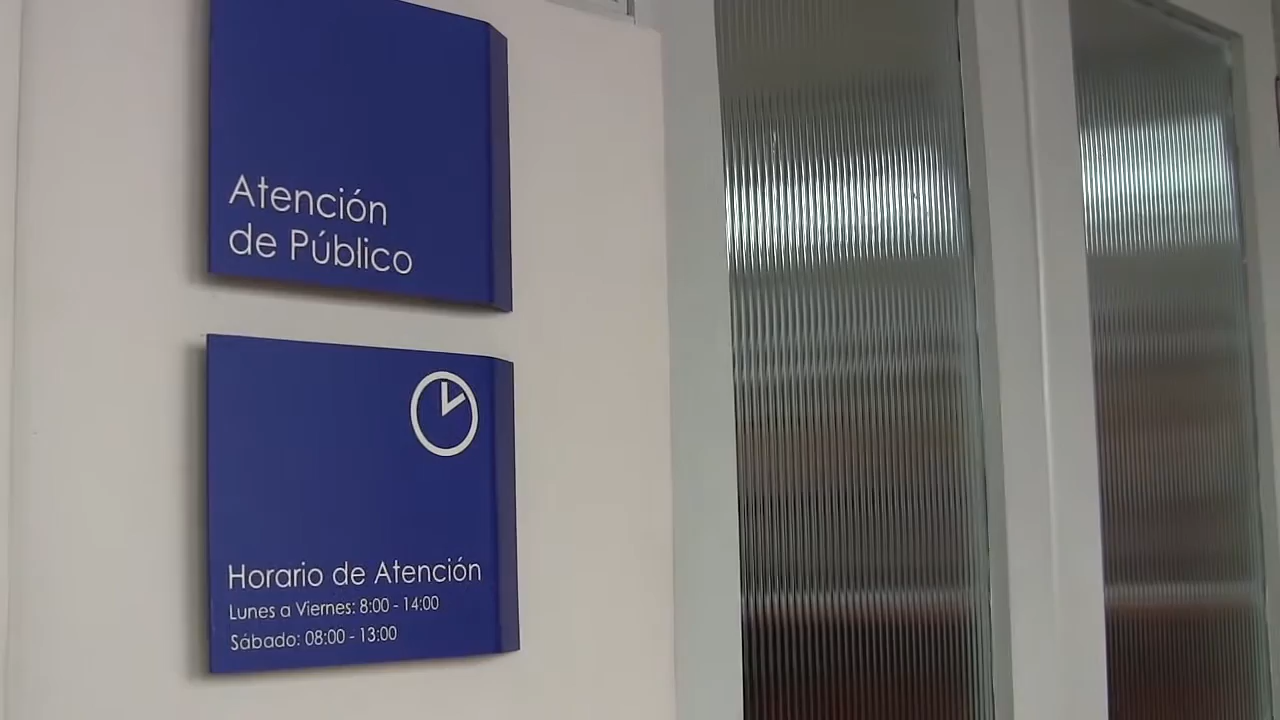 Atención
de Público
Horario de Atención
Lunes a Viernes: 8:00 - 14:00
Sábado: 08:00 - 13:00